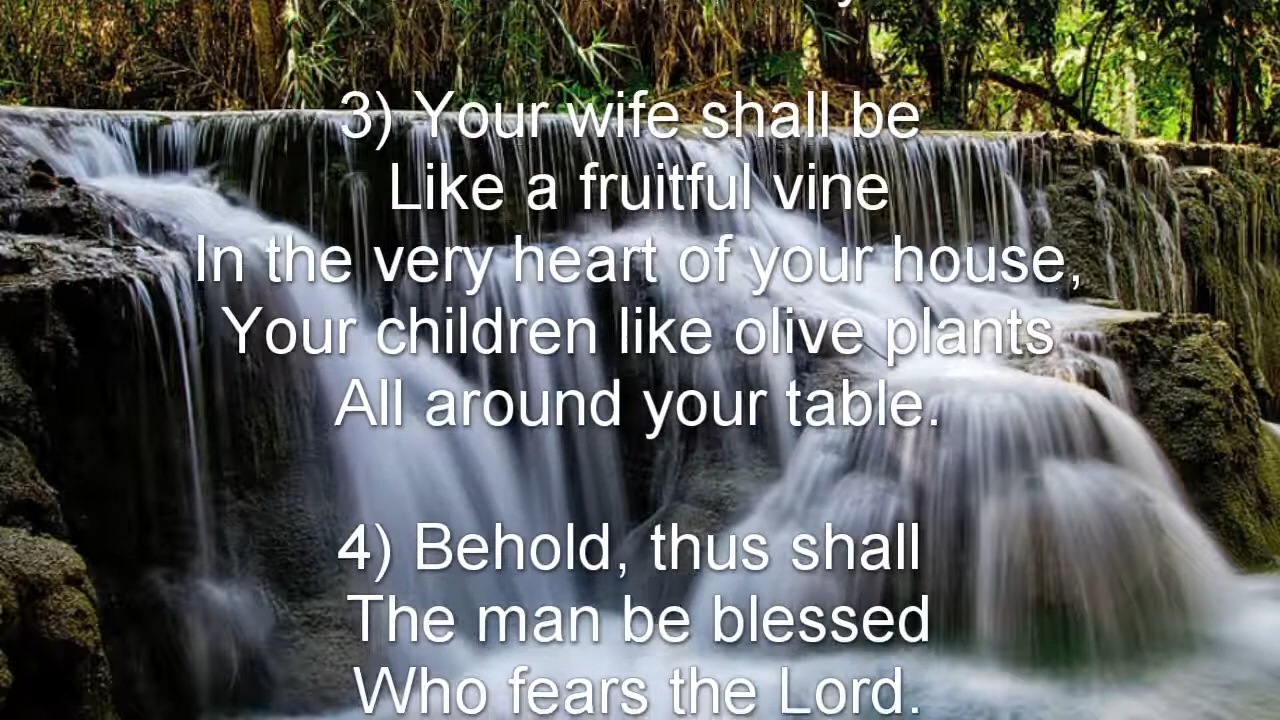 3) Your wife shall be
Like a fruitful vine
In the very heart of your house,
Your children like olive plants
All around your table.
4) Behold, thus shall
The man be blessed
Who fears the Lord.